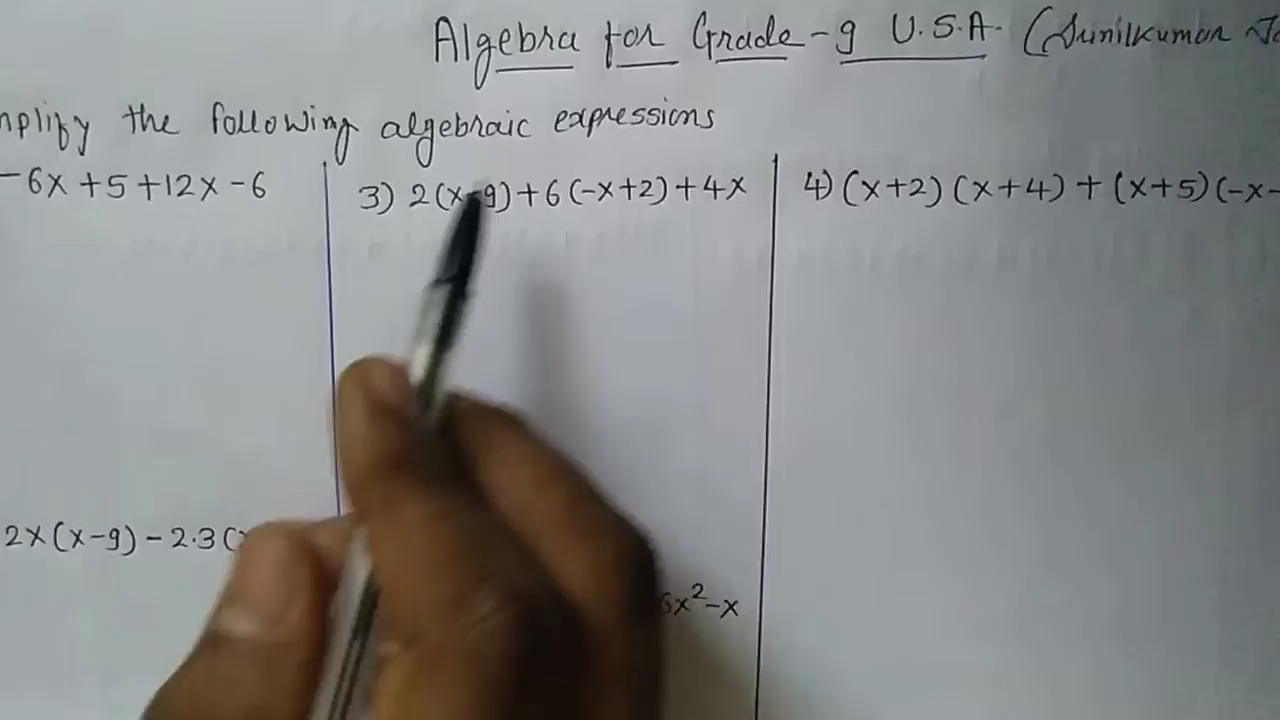 Algebra for Grade-9 U.S.A. (Sunilkumar
the following algebraic expressions
-6x+5+12x-6
3) 2(x-9)+6(-x+2)+4x
4) (x+2)(x+4)+(x+5)(-x-
2x(x-9)-2.3(
x²-x